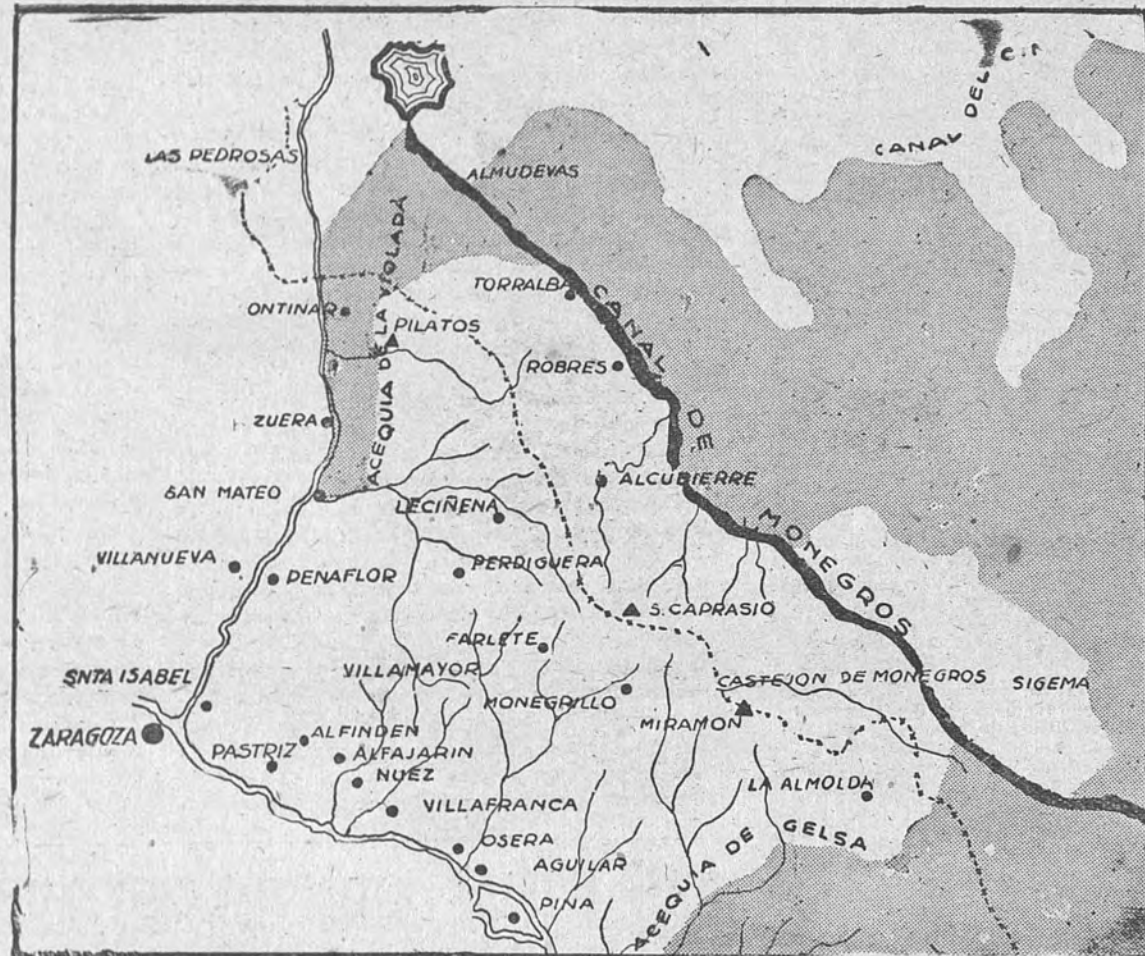 CANAL DEL
LAS PEDROSAS
ALMUDEVAS
ACEQUIA DE LA VIOLADA
TORRALBA
ONTINAR
PILATOS
CANAL DE MONEGROS
ROBRES
ZUERA
ALCUBIERRE
SAN MATEO
LECIÑENA
VILLANUEVA
PENAFLOR
PERDIGUERA
S. CAPRASIO
FARLETE
VILLAMAYOR
SNTA ISABEL
CASTEJON DE MONEGROS
SIGEMA
MONEGRILLO
MIRAMON
ZARAGOZA
ALFINDEN
PASTRIZ
ALFAJARIN
NUEZ
LA ALMOLDA
VILLAFRANCA
OSERA
ACEQUIA DE GELSA
AGUILAR
PINA